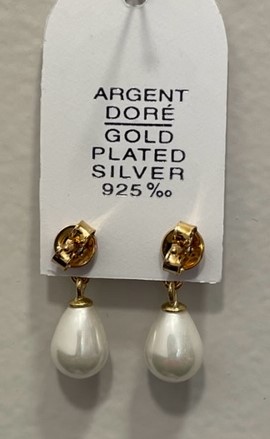 ARGENT
DORÉ
GOLD
PLATED
SILVER
925‰